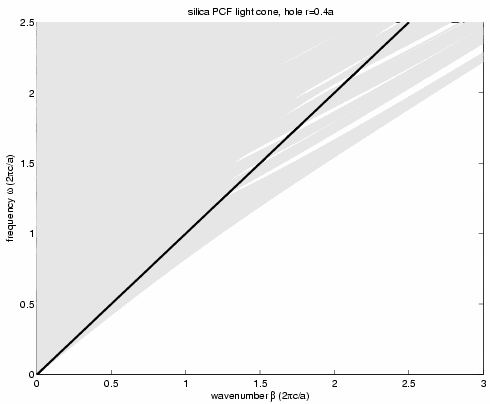 silica PCF light cone, hole r=0.4a
2.5
2
1.5
1
0.5
0
frequency ω (2πc/a)
0 0.5 1 1.5 2 2.5 3
wavenumber β (2πc/a)